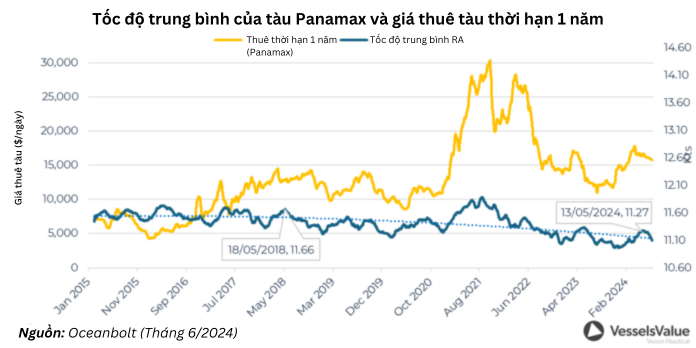 Tốc độ trung bình của tàu Panamax và giá thuê tàu thời hạn 1 năm
Thuê thời hạn 1 năm
(Panamax)
Tốc độ trung bình RA
Giá thuê tàu ($/ngày)
30,000
25,000
20,000
15,000
10,000
5,000
0
14.60
14.10
13.60
13.10
12.60
12.10
11.60
11.10
10.60
Kts
18/05/2018, 11.66
13/05/2024, 11.27
Jan 2015
Nov 2015
Sep 2016
Jul 2017
May 2018
Mar 2019
Dec 2019
Oct 2020
Aug 2021
Jun 2022
Apr 2023
Feb 2024
Nguồn: Oceanbolt (Tháng 6/2024)
VesselsValue
Veson Nautical